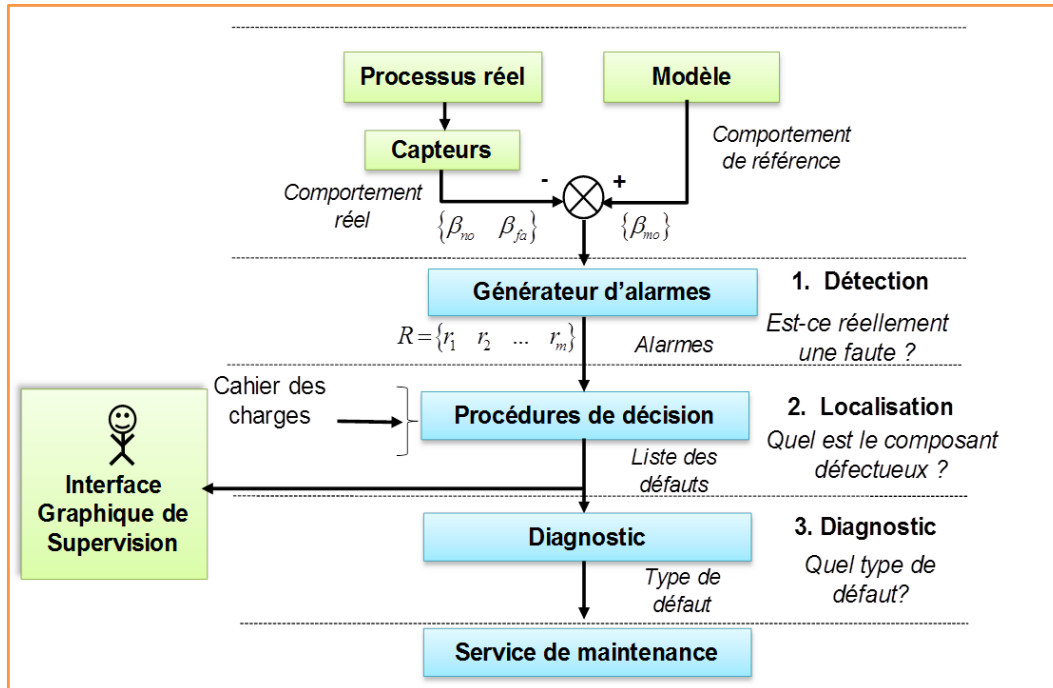 Processus réel
Modèle
Capteurs
Comportement
de référence
Comportement
réel
-
+
{β_no β_fa}
{β_mo}
Générateur d'alarmes
1. Détection
Est-ce réellement
une faute ?
R = {r_1 r_2 ... r_m}
Alarmes
Cahier des
charges
Procédures de décision
2. Localisation
Quel est le composant
défectueux ?
Liste des
défauts
Interface
Graphique de
Supervision
Diagnostic
3. Diagnostic
Quel type de
défaut?
Type de
défaut
Service de maintenance